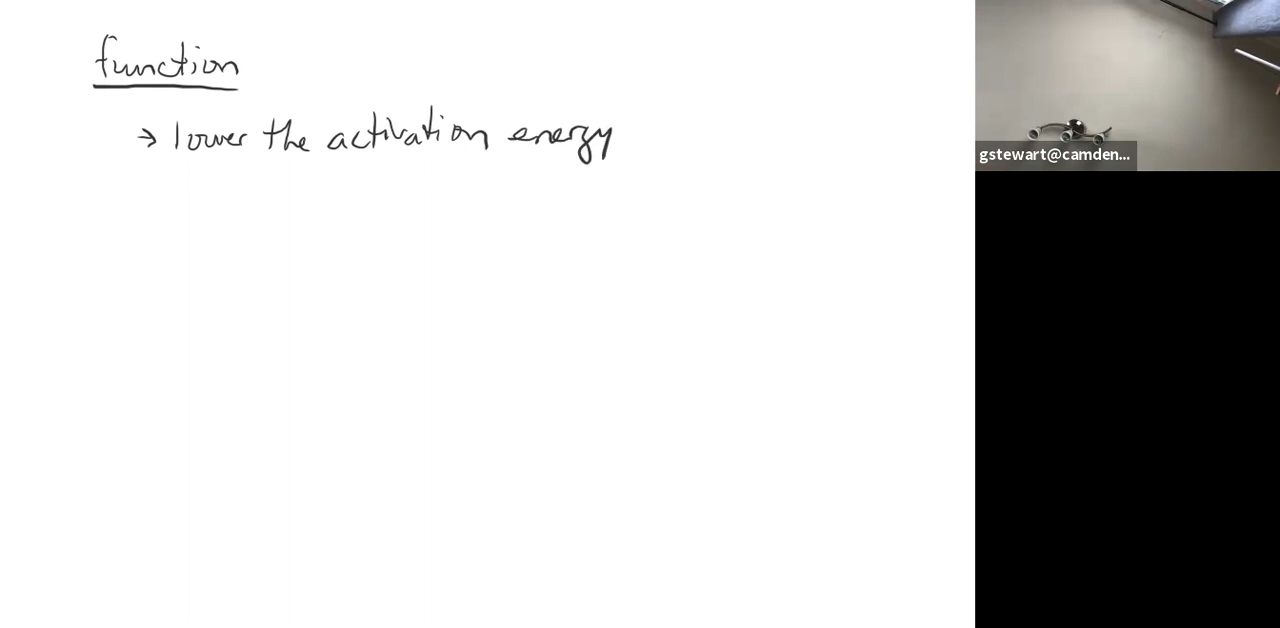 function
→ lower the activation energy
gstewart@camden...